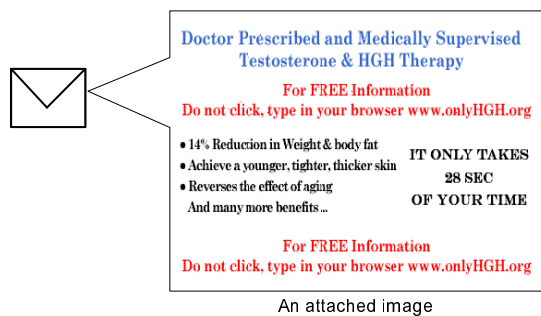 Doctor Prescribed and Medically Supervised
Testosterone & HGH Therapy
For FREE Information
Do not click, type in your browser www.onlyHGH.org
• 14% Reduction in Weight & body fat
• Achieve a younger, tighter, thicker skin
• Reverses the effect of aging
And many more benefits ...
IT ONLY TAKES
28 SEC
OF YOUR TIME
For FREE Information
Do not click, type in your browser www.onlyHGH.org
An attached image